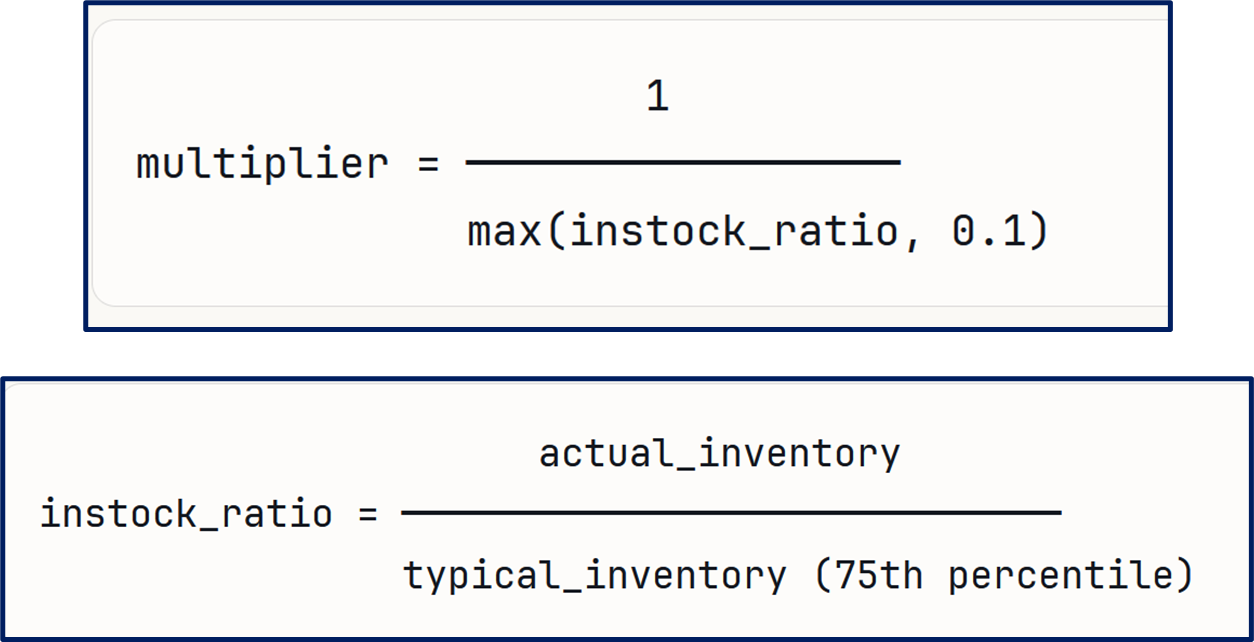 1
multiplier =
max(instock_ratio, 0.1)
actual_inventory
instock_ratio =
typical_inventory (75th percentile)